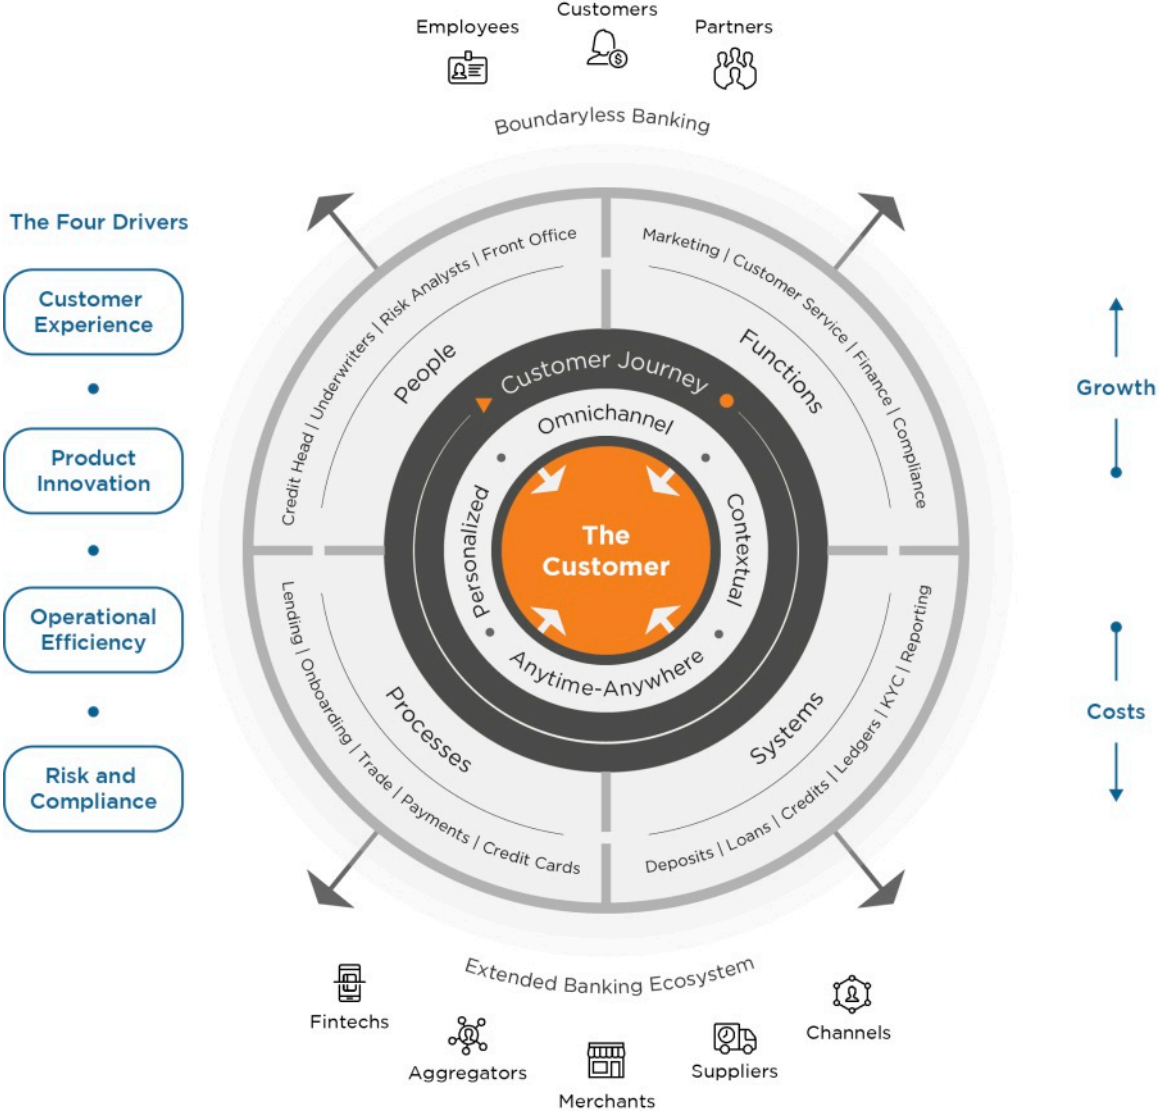 Employees
Customers
Partners
Boundaryless Banking
The Four Drivers
Customer
Experience
Product
Innovation
Operational
Efficiency
Risk and
Compliance
Credit Head | Underwriters | Risk Analysts | Front Office
People
Marketing | Customer Service | Finance | Compliance
Functions
Customer Journey
Omnichannel
Personalized
Contextual
Anytime-Anywhere
The
Customer
Lending | Onboarding | Trade | Payments | Credit Cards
Processes
Deposits | Loans | Credits | Ledgers | KYC | Reporting
Systems
Growth
Costs
Extended Banking Ecosystem
Fintechs
Aggregators
Merchants
Suppliers
Channels